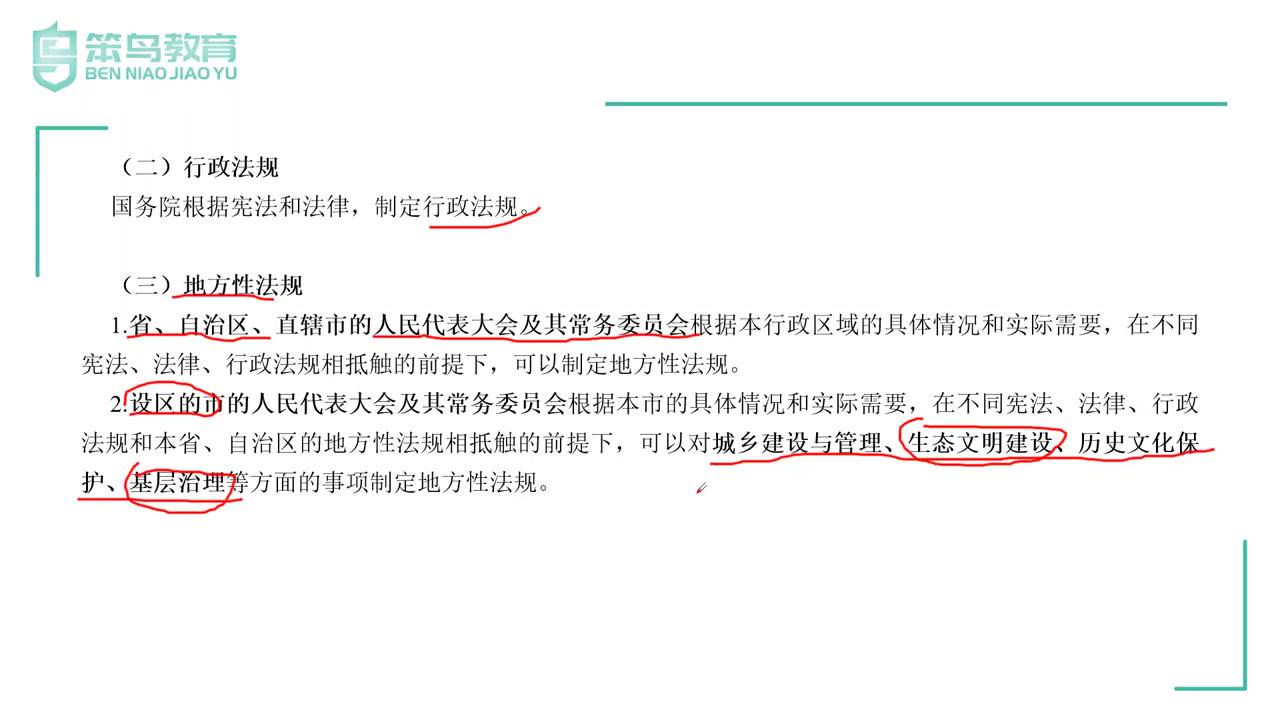 笨鸟教育
BEN NIAO JIAO YU
（二）行政法规
国务院根据宪法和法律，制定行政法规。
（三）地方性法规
1.省、自治区、直辖市的人民代表大会及其常务委员会根据本行政区域的具体情况和实际需要，在不同
宪法、法律、行政法规相抵触的前提下，可以制定地方性法规。
2.设区的市的人民代表大会及其常务委员会根据本市的具体情况和实际需要，在不同宪法、法律、行政
法规和本省、自治区的地方性法规相抵触的前提下，可以对城乡建设与管理、生态文明建设、历史文化保
护、基层治理等方面的事项制定地方性法规。